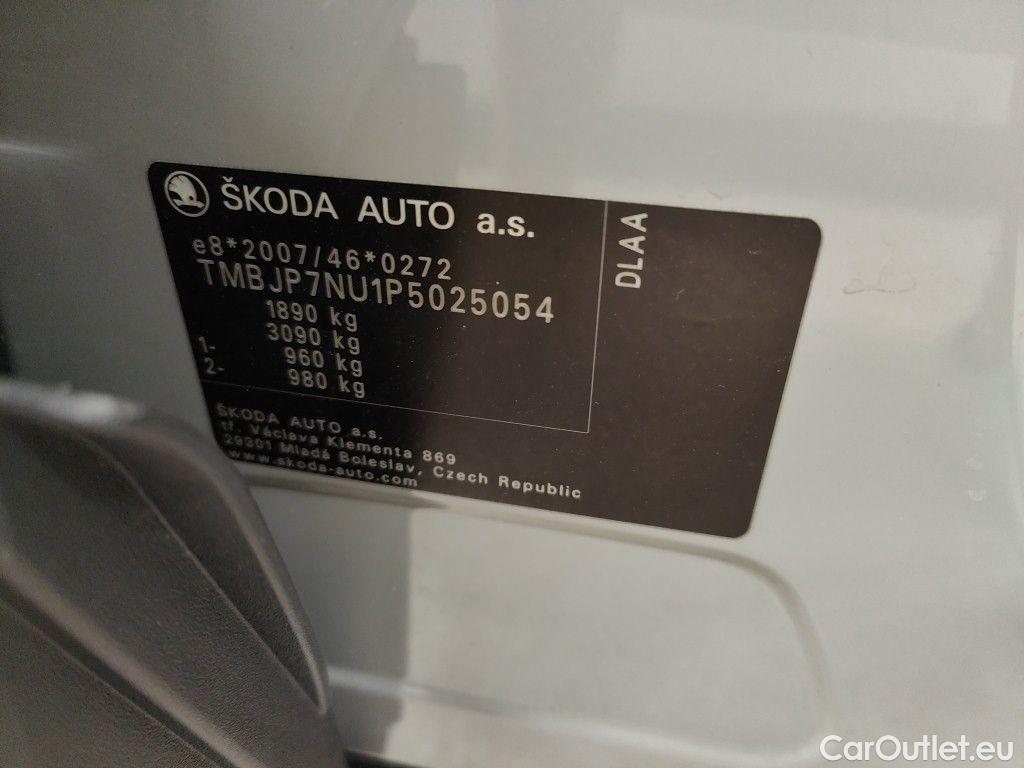 ŠKODA AUTO a.s.
e8*2007/46*0272
TMBJP7NU1P5025054
1890 kg
3090 kg
1- 960 kg
2- 980 kg
DLAA
ŠKODA AUTO a.s.
tř. Václava Klementa 869
29301 Mladá Boleslav, Czech Republic
www.skoda-auto.com
CarOutlet.eu